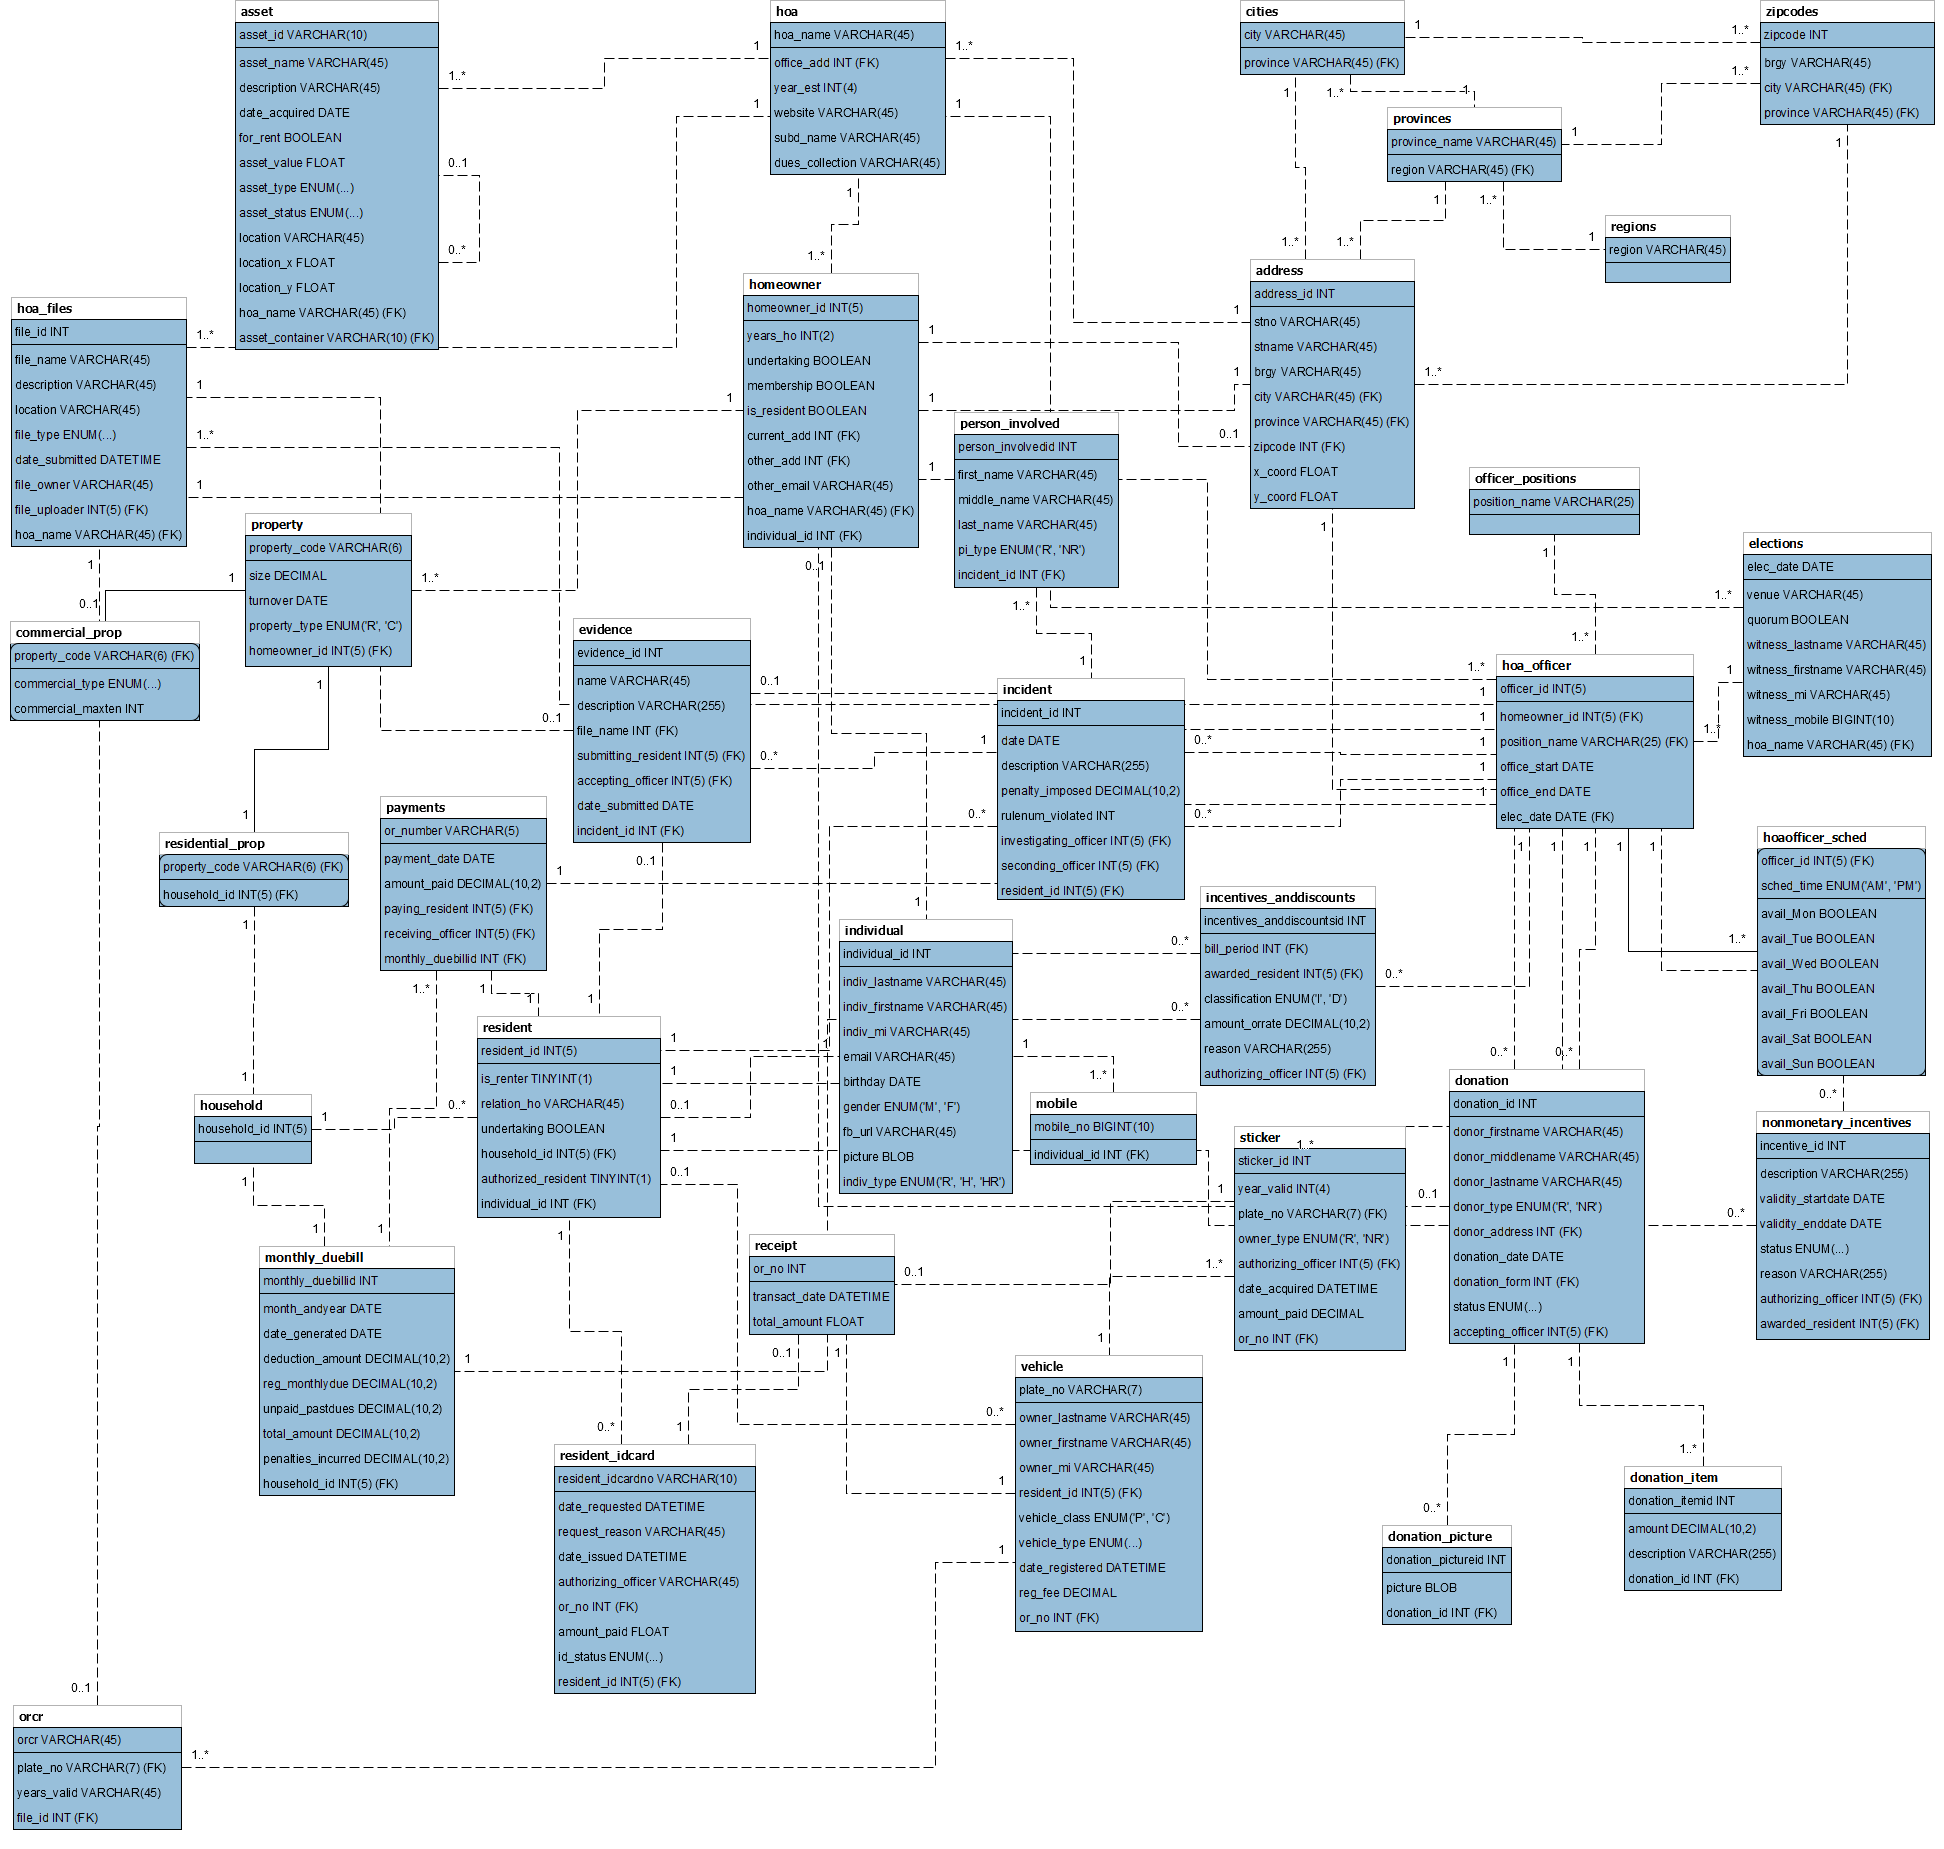 asset
asset_id VARCHAR(10)
asset_name VARCHAR(45)
description VARCHAR(45)
date_acquired DATE
for_rent BOOLEAN
asset_value FLOAT
asset_type ENUM(...)
asset_status ENUM(...)
location VARCHAR(45)
location_x FLOAT
location_y FLOAT
hoa_name VARCHAR(45) (FK)
asset_container VARCHAR(10) (FK)
1..*
0..1
0..*
hoa
hoa_name VARCHAR(45)
office_add INT (FK)
year_est INT(4)
website VARCHAR(45)
subd_name VARCHAR(45)
dues_collection VARCHAR(45)
1
1
1..*
1
1
cities
city VARCHAR(45)
province VARCHAR(45) (FK)
1
1
1..*
zipcodes
zipcode INT
brgy VARCHAR(45)
city VARCHAR(45) (FK)
province VARCHAR(45) (FK)
1..*
1..*
1
provinces
province_name VARCHAR(45)
region VARCHAR(45) (FK)
1
1
1
1..*
regions
region VARCHAR(45)
1
address
address_id INT
stno VARCHAR(45)
stname VARCHAR(45)
brgy VARCHAR(45)
city VARCHAR(45) (FK)
province VARCHAR(45) (FK)
zipcode INT (FK)
x_coord FLOAT
y_coord FLOAT
1..*
1..*
1
1
0..1
1..*
1
hoa_files
file_id INT
file_name VARCHAR(45)
description VARCHAR(45)
location VARCHAR(45)
file_type ENUM(...)
date_submitted DATETIME
file_owner VARCHAR(45)
file_uploader INT(5) (FK)
hoa_name VARCHAR(45) (FK)
1..*
1
1..*
1
1
homeowner
homeowner_id INT(5)
years_ho INT(2)
undertaking BOOLEAN
membership BOOLEAN
is_resident BOOLEAN
current_add INT (FK)
other_add INT (FK)
other_email VARCHAR(45)
hoa_name VARCHAR(45) (FK)
individual_id INT (FK)
1..*
1
1
1
1
0..1
person_involved
person_involvedid INT
first_name VARCHAR(45)
middle_name VARCHAR(45)
last_name VARCHAR(45)
pi_type ENUM('R', 'NR')
incident_id INT (FK)
1..*
officer_positions
position_name VARCHAR(25)
1
elections
elec_date DATE
venue VARCHAR(45)
quorum BOOLEAN
witness_lastname VARCHAR(45)
witness_firstname VARCHAR(45)
witness_mi VARCHAR(45)
witness_mobile BIGINT(10)
hoa_name VARCHAR(45) (FK)
1..*
1
property
property_code VARCHAR(6)
size DECIMAL
turnover DATE
property_type ENUM('R', 'C')
homeowner_id INT(5) (FK)
1
1..*
1
commercial_prop
property_code VARCHAR(6) (FK)
commercial_type ENUM(...)
commercial_maxten INT
0..1
evidence
evidence_id INT
name VARCHAR(45)
description VARCHAR(255)
file_name INT (FK)
submitting_resident INT(5) (FK)
accepting_officer INT(5) (FK)
date_submitted DATE
incident_id INT (FK)
0..1
0..1
0..*
0..1
incident
incident_id INT
date DATE
description VARCHAR(255)
penalty_imposed DECIMAL(10,2)
rulenum_violated INT
investigating_officer INT(5) (FK)
seconding_officer INT(5) (FK)
resident_id INT(5) (FK)
1
1
0..*
0..*
0..*
hoa_officer
officer_id INT(5)
homeowner_id INT(5) (FK)
position_name VARCHAR(25) (FK)
office_start DATE
office_end DATE
elec_date DATE (FK)
1..*
1..*
1
1
1
1
1
1..*
1
1
1
1
1
hoaofficer_sched
officer_id INT(5) (FK)
sched_time ENUM('AM', 'PM')
avail_Mon BOOLEAN
avail_Tue BOOLEAN
avail_Wed BOOLEAN
avail_Thu BOOLEAN
avail_Fri BOOLEAN
avail_Sat BOOLEAN
avail_Sun BOOLEAN
1..*
residential_prop
property_code VARCHAR(6) (FK)
household_id INT(5) (FK)
1
1
payments
or_number VARCHAR(5)
payment_date DATE
amount_paid DECIMAL(10,2)
paying_resident INT(5) (FK)
receiving_officer INT(5) (FK)
monthly_duebillid INT (FK)
1
1..*
1
individual
individual_id INT
indiv_lastname VARCHAR(45)
indiv_firstname VARCHAR(45)
indiv_mi VARCHAR(45)
email VARCHAR(45)
birthday DATE
gender ENUM('M', 'F')
fb_url VARCHAR(45)
picture BLOB
indiv_type ENUM('R', 'H', 'HR')
1
1
1
incentives_anddiscounts
incentives_anddiscountsid INT
bill_period INT (FK)
awarded_resident INT(5) (FK)
classification ENUM('I', 'D')
amount_orrate DECIMAL(10,2)
reason VARCHAR(255)
authorizing_officer INT(5) (FK)
0..*
0..*
0..*
resident
resident_id INT(5)
is_renter TINYINT(1)
relation_ho VARCHAR(45)
undertaking BOOLEAN
household_id INT(5) (FK)
authorized_resident TINYINT(1)
individual_id INT (FK)
1
1
1
1
0..1
1
0..1
0..*
1
household
household_id INT(5)
1
1
1
mobile
mobile_no BIGINT(10)
individual_id INT (FK)
1..*
sticker
sticker_id INT
year_valid INT(4)
plate_no VARCHAR(7) (FK)
owner_type ENUM('R', 'NR')
authorizing_officer INT(5) (FK)
date_acquired DATETIME
amount_paid DECIMAL
or_no INT (FK)
1..*
1
1..*
donation
donation_id INT
donor_firstname VARCHAR(45)
donor_middlename VARCHAR(45)
donor_lastname VARCHAR(45)
donor_type ENUM('R', 'NR')
donor_address INT (FK)
donation_date DATE
donation_form INT (FK)
status ENUM(...)
accepting_officer INT(5) (FK)
0..*
0..*
0..1
1
1
nonmonetary_incentives
incentive_id INT
description VARCHAR(255)
validity_startdate DATE
validity_enddate DATE
status ENUM(...)
reason VARCHAR(255)
authorizing_officer INT(5) (FK)
awarded_resident INT(5) (FK)
0..*
0..*
monthly_duebill
monthly_duebillid INT
month_andyear DATE
date_generated DATE
deduction_amount DECIMAL(10,2)
reg_monthlydue DECIMAL(10,2)
unpaid_pastdues DECIMAL(10,2)
total_amount DECIMAL(10,2)
penalties_incurred DECIMAL(10,2)
household_id INT(5) (FK)
1
1
1
receipt
or_no INT
transact_date DATETIME
total_amount FLOAT
0..1
0..1
1
resident_idcard
resident_idcardno VARCHAR(10)
date_requested DATETIME
request_reason VARCHAR(45)
date_issued DATETIME
authorizing_officer VARCHAR(45)
or_no INT (FK)
amount_paid FLOAT
id_status ENUM(...)
resident_id INT(5) (FK)
0..*
1
vehicle
plate_no VARCHAR(7)
owner_lastname VARCHAR(45)
owner_firstname VARCHAR(45)
owner_mi VARCHAR(45)
resident_id INT(5) (FK)
vehicle_class ENUM('P', 'C')
vehicle_type ENUM(...)
date_registered DATETIME
reg_fee DECIMAL
or_no INT (FK)
1
0..*
1
1
donation_picture
donation_pictureid INT
picture BLOB
donation_id INT (FK)
0..*
donation_item
donation_itemid INT
amount DECIMAL(10,2)
description VARCHAR(255)
donation_id INT (FK)
1..*
orcr
orcr VARCHAR(45)
plate_no VARCHAR(7) (FK)
years_valid VARCHAR(45)
file_id INT (FK)
0..1
1..*